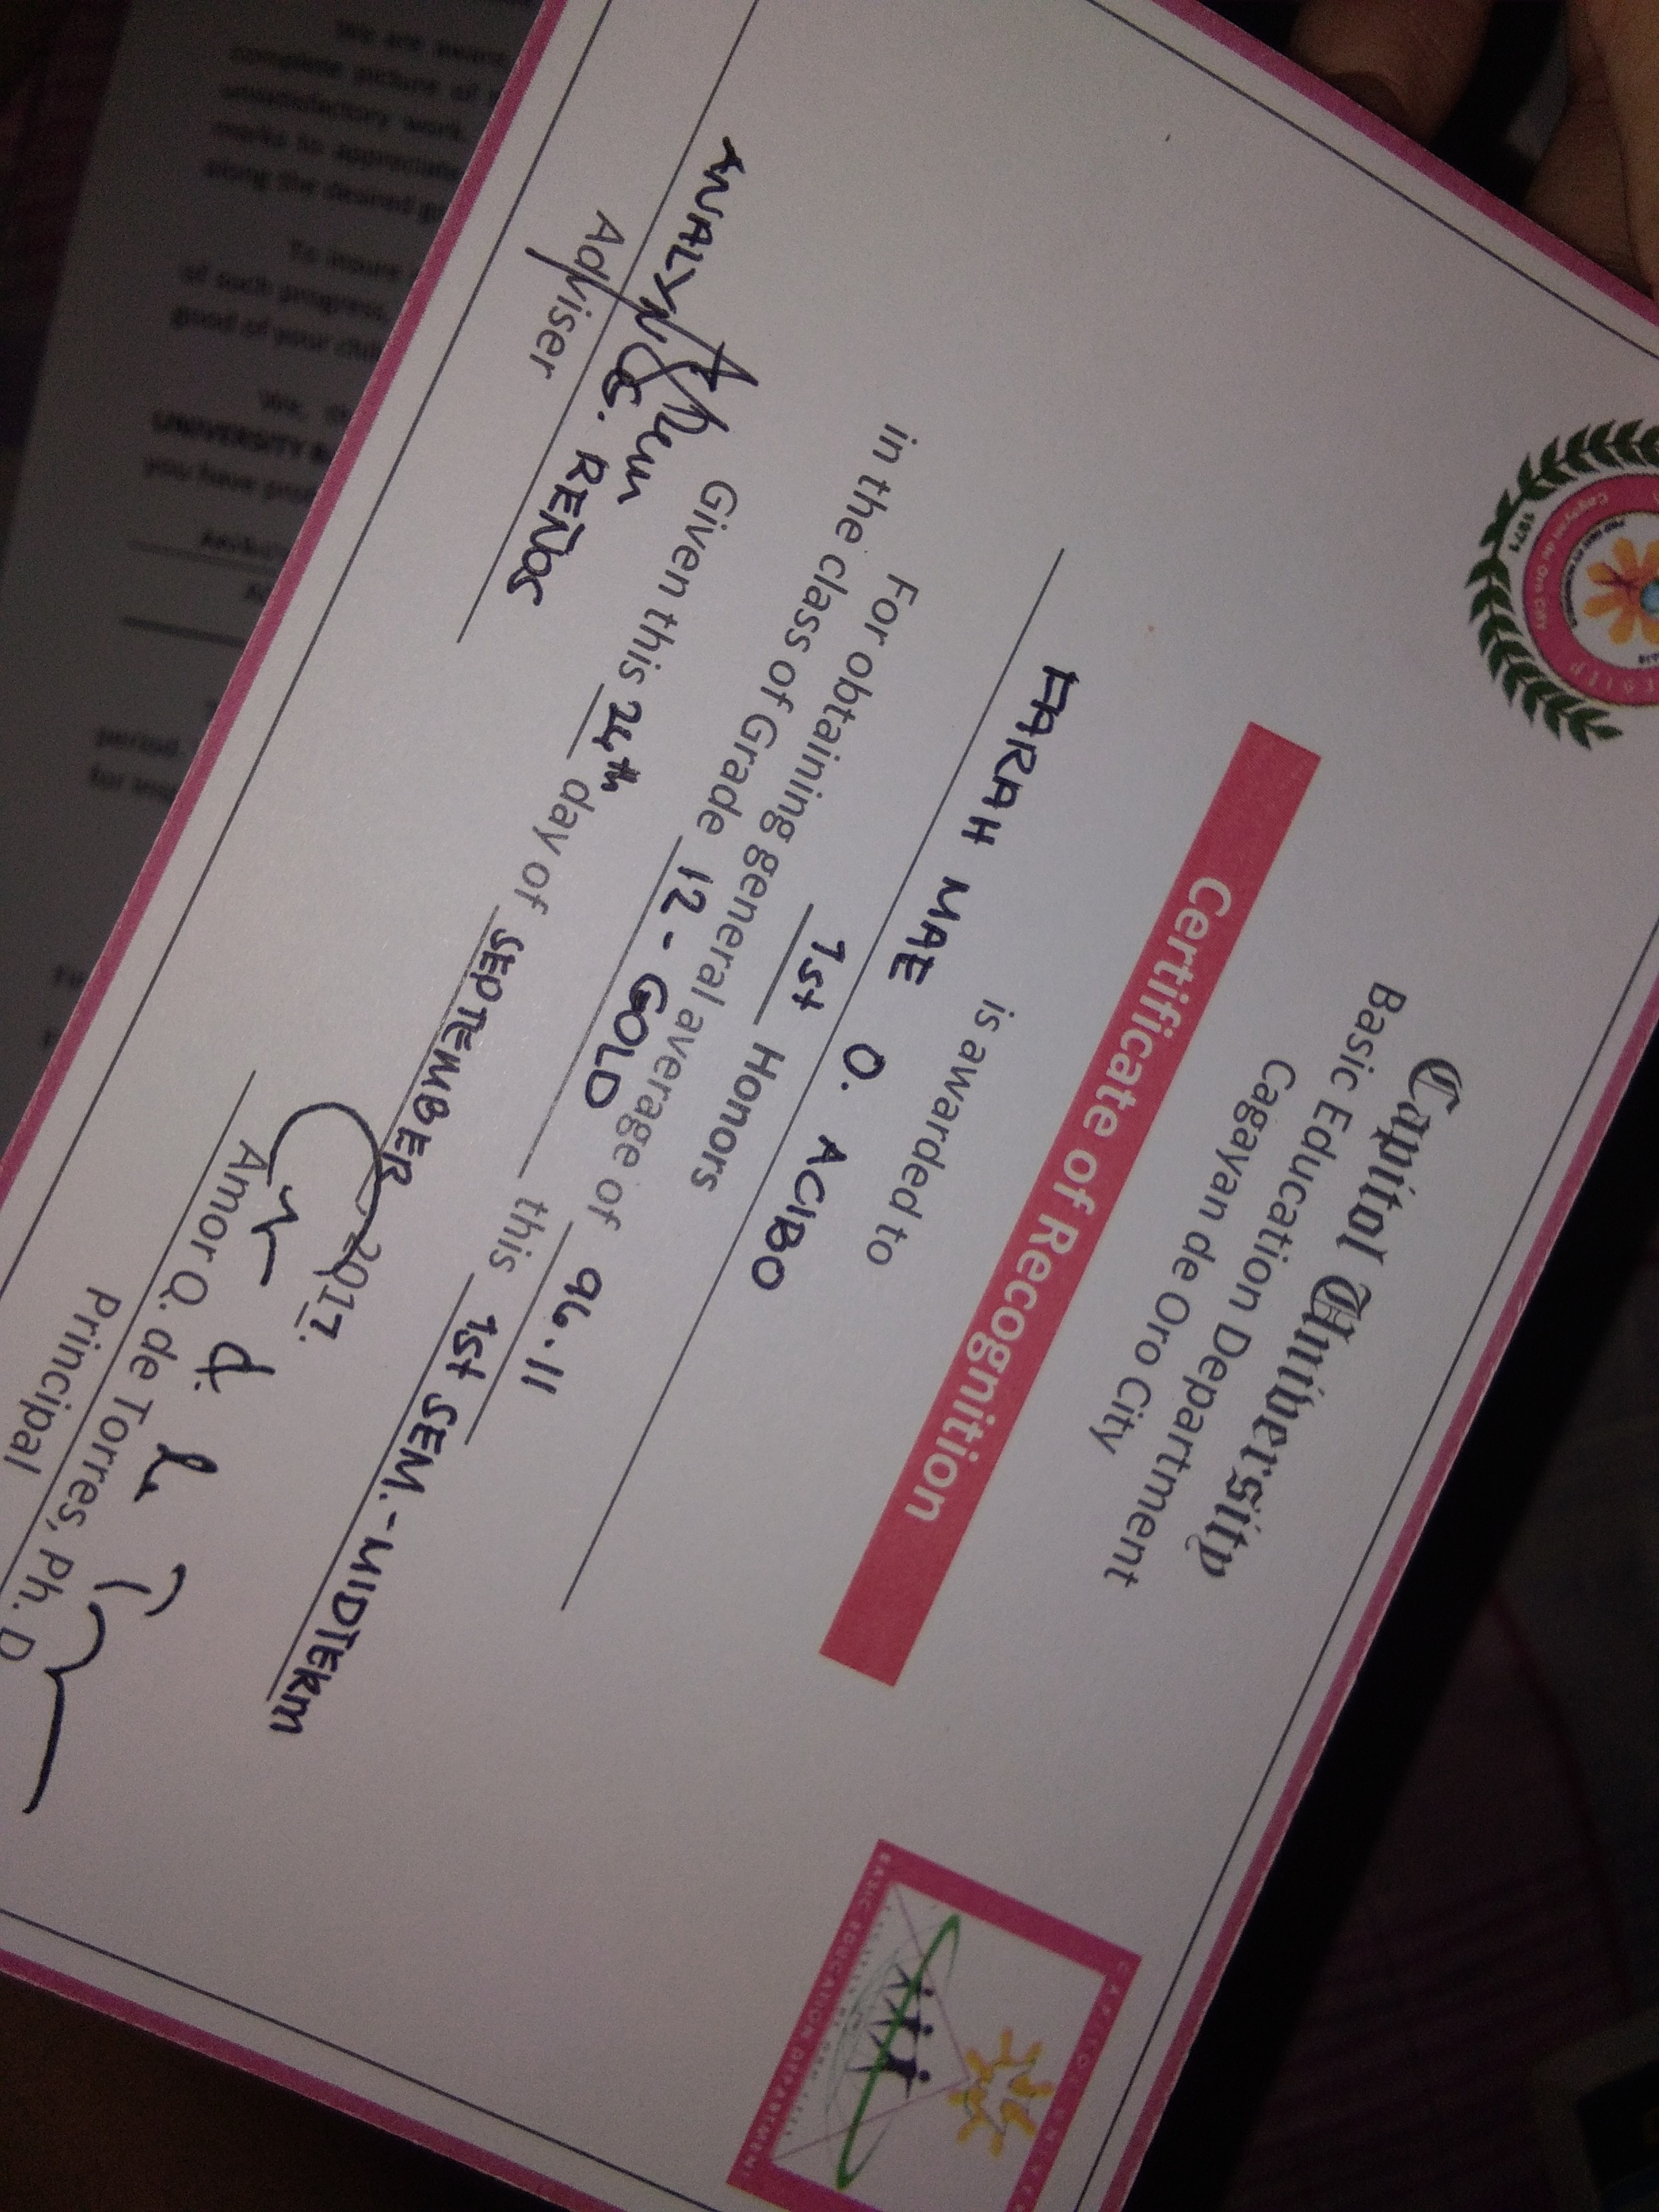 Cagayan de Oro City
1971
Capitol University
Basic Education Department
Cagayan de Oro City
Certificate of Recognition
is awarded to
FARAH MAE O. ACIBO
1st Honors
For obtaining general average of 96.11
in the class of Grade 12 - GOLD this 1st SEM. - MIDTERM
Given this 24th day of SEPTEMBER, 2017.
ANALYN G. REÑOS
Adviser
Amor Q. de Torres, Ph. D
Principal
CAPITOL UNIVE
BASIC EDUCATION DEPARTMENT